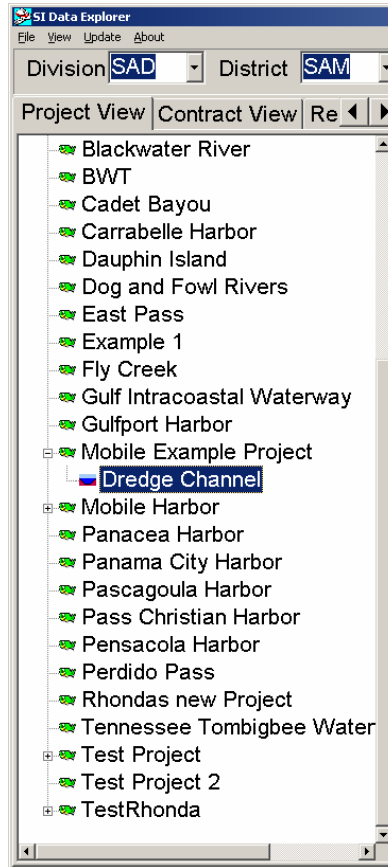 SI Data Explorer
File View Update About
Division SAD District SAM
Project View Contract View Re
Blackwater River
BWT
Cadet Bayou
Carrabelle Harbor
Dauphin Island
Dog and Fowl Rivers
East Pass
Example 1
Fly Creek
Gulf Intracoastal Waterway
Gulfport Harbor
Mobile Example Project
Dredge Channel
Mobile Harbor
Panacea Harbor
Panama City Harbor
Pascagoula Harbor
Pass Christian Harbor
Pensacola Harbor
Perdido Pass
Rhondas new Project
Tennessee Tombigbee Water
Test Project
Test Project 2
TestRhonda